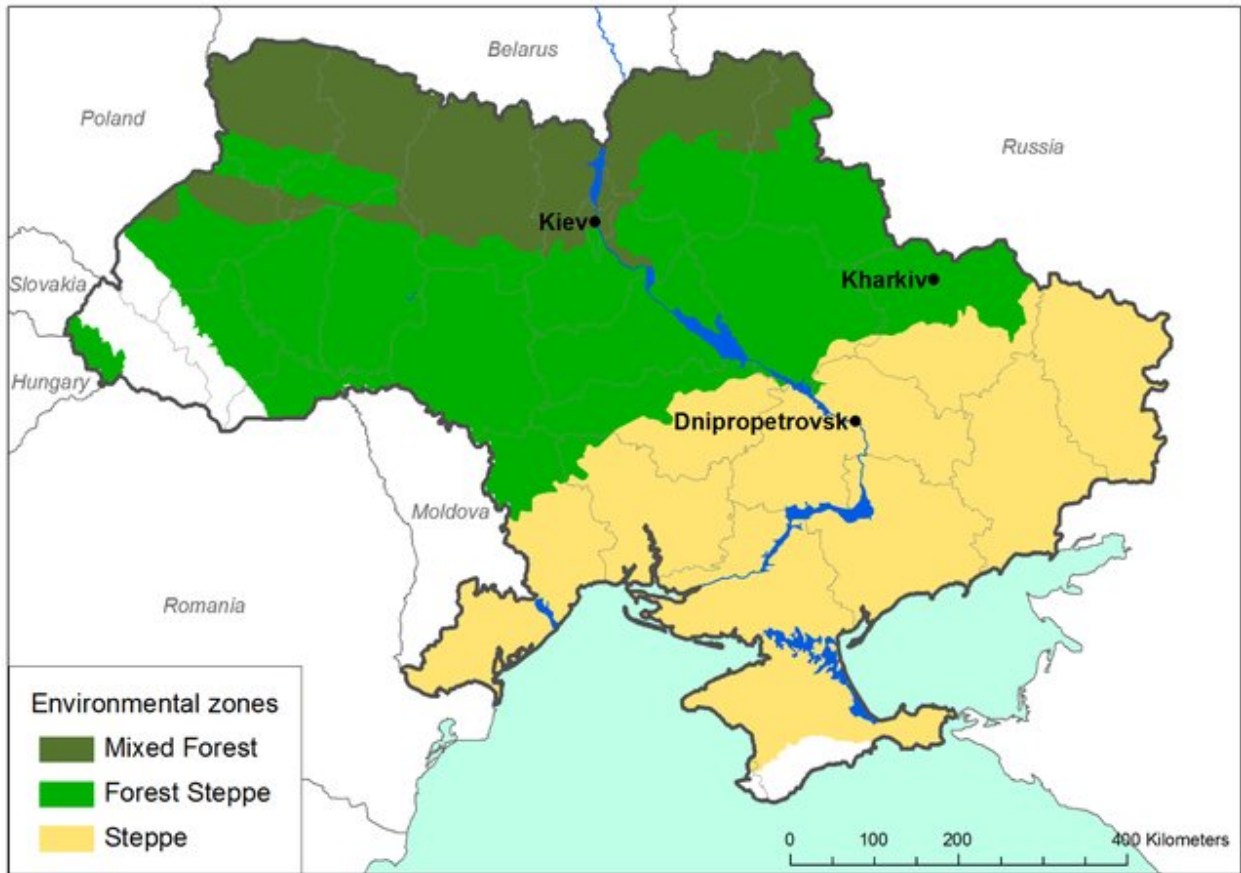 Belarus
Poland
Russia
Kiev
Slovakia
Kharkiv
Hungary
Dnipropetrovsk
Moldova
Romania
Environmental zones
Mixed Forest
Forest Steppe
Steppe
0 100 200 400 Kilometers